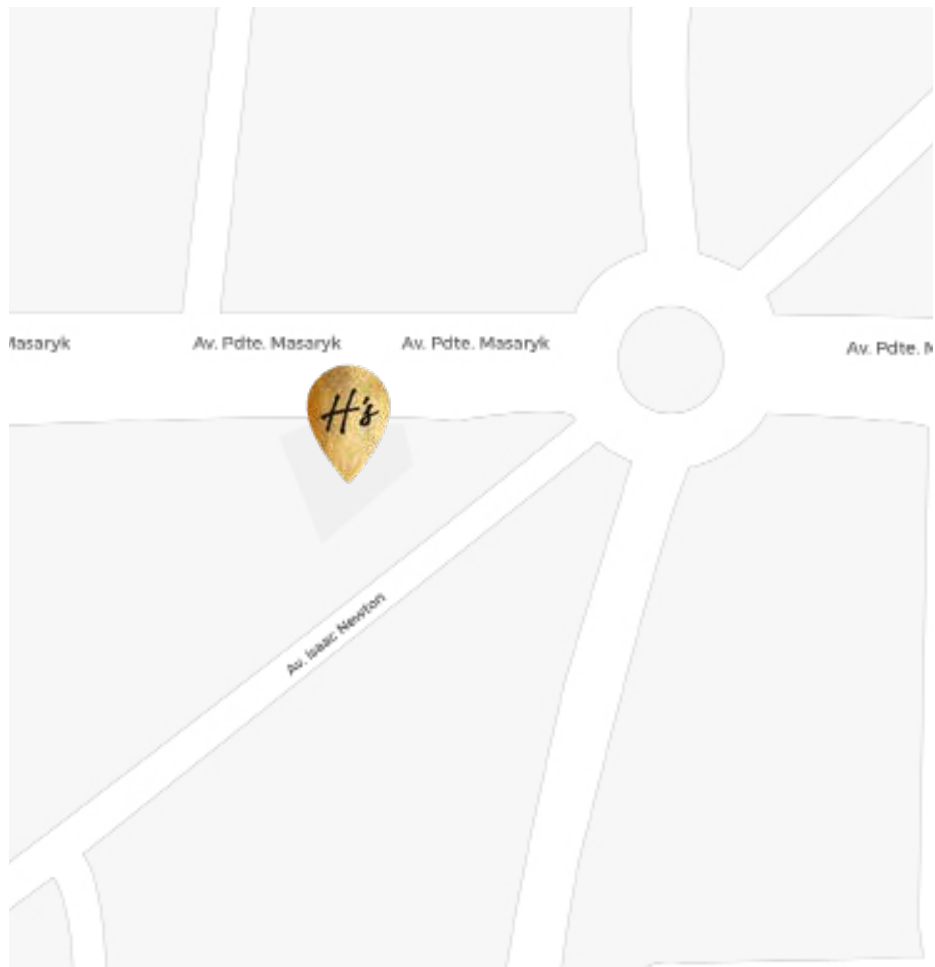 Masaryk
Av. Pdte. Masaryk
Av. Pdte. Masaryk
Av. Pdte. M
H's
Av. Isaac Newton